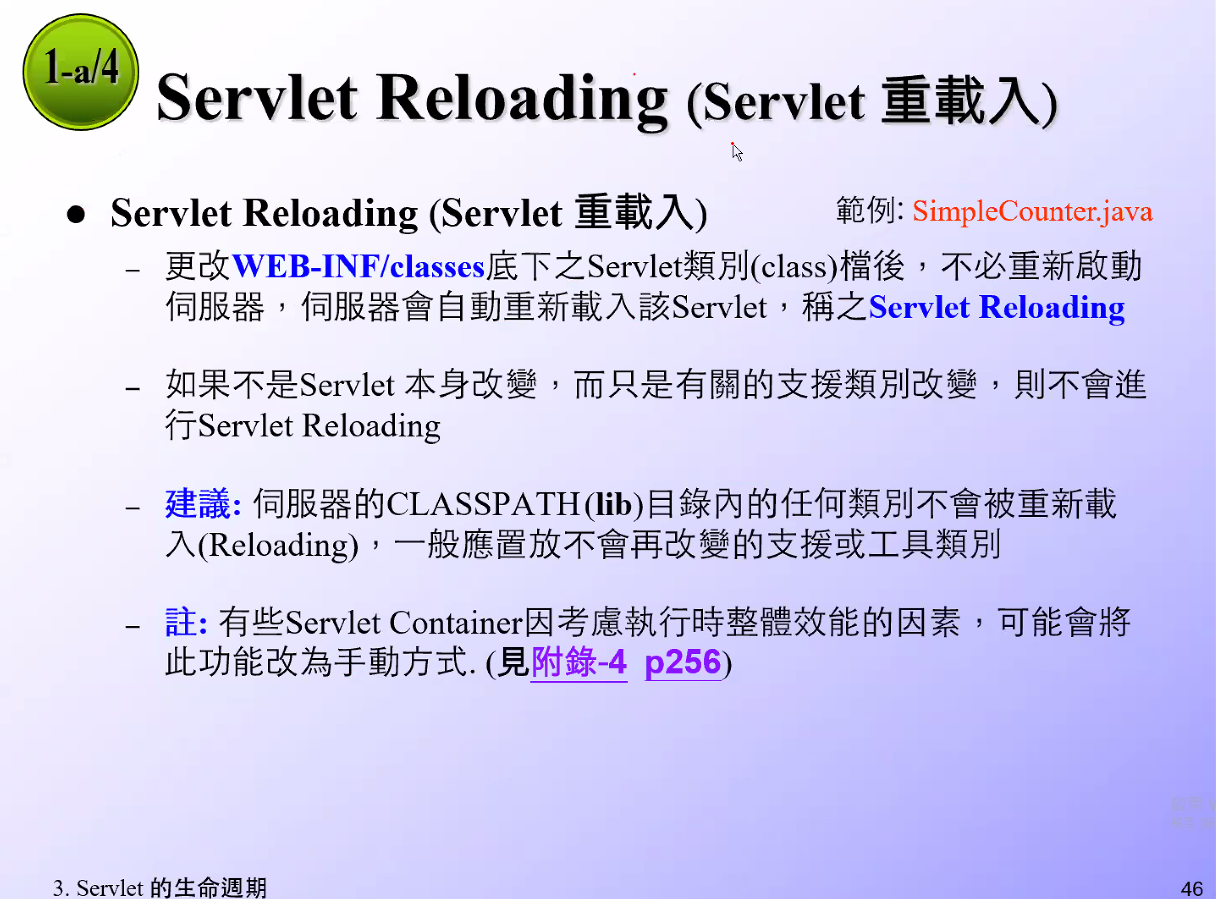 1-a/4
Servlet Reloading (Servlet 重載入)
● Servlet Reloading (Servlet 重載入)
範例: SimpleCounter.java
– 更改WEB-INF/classes底下之Servlet類別(class)檔後，不必重新啟動
伺服器，伺服器會自動重新載入該Servlet，稱之Servlet Reloading
– 如果不是Servlet 本身改變，而只是有關的支援類別改變，則不會進
行Servlet Reloading
– 建議: 伺服器的CLASSPATH(lib)目錄內的任何類別不會被重新載
入(Reloading)，一般應置放不會再改變的支援或工具類別
– 註: 有些Servlet Container因考慮執行時整體效能的因素，可能會將
此功能改為手動方式. (見附錄-4 p256)
3. Servlet 的生命週期
46